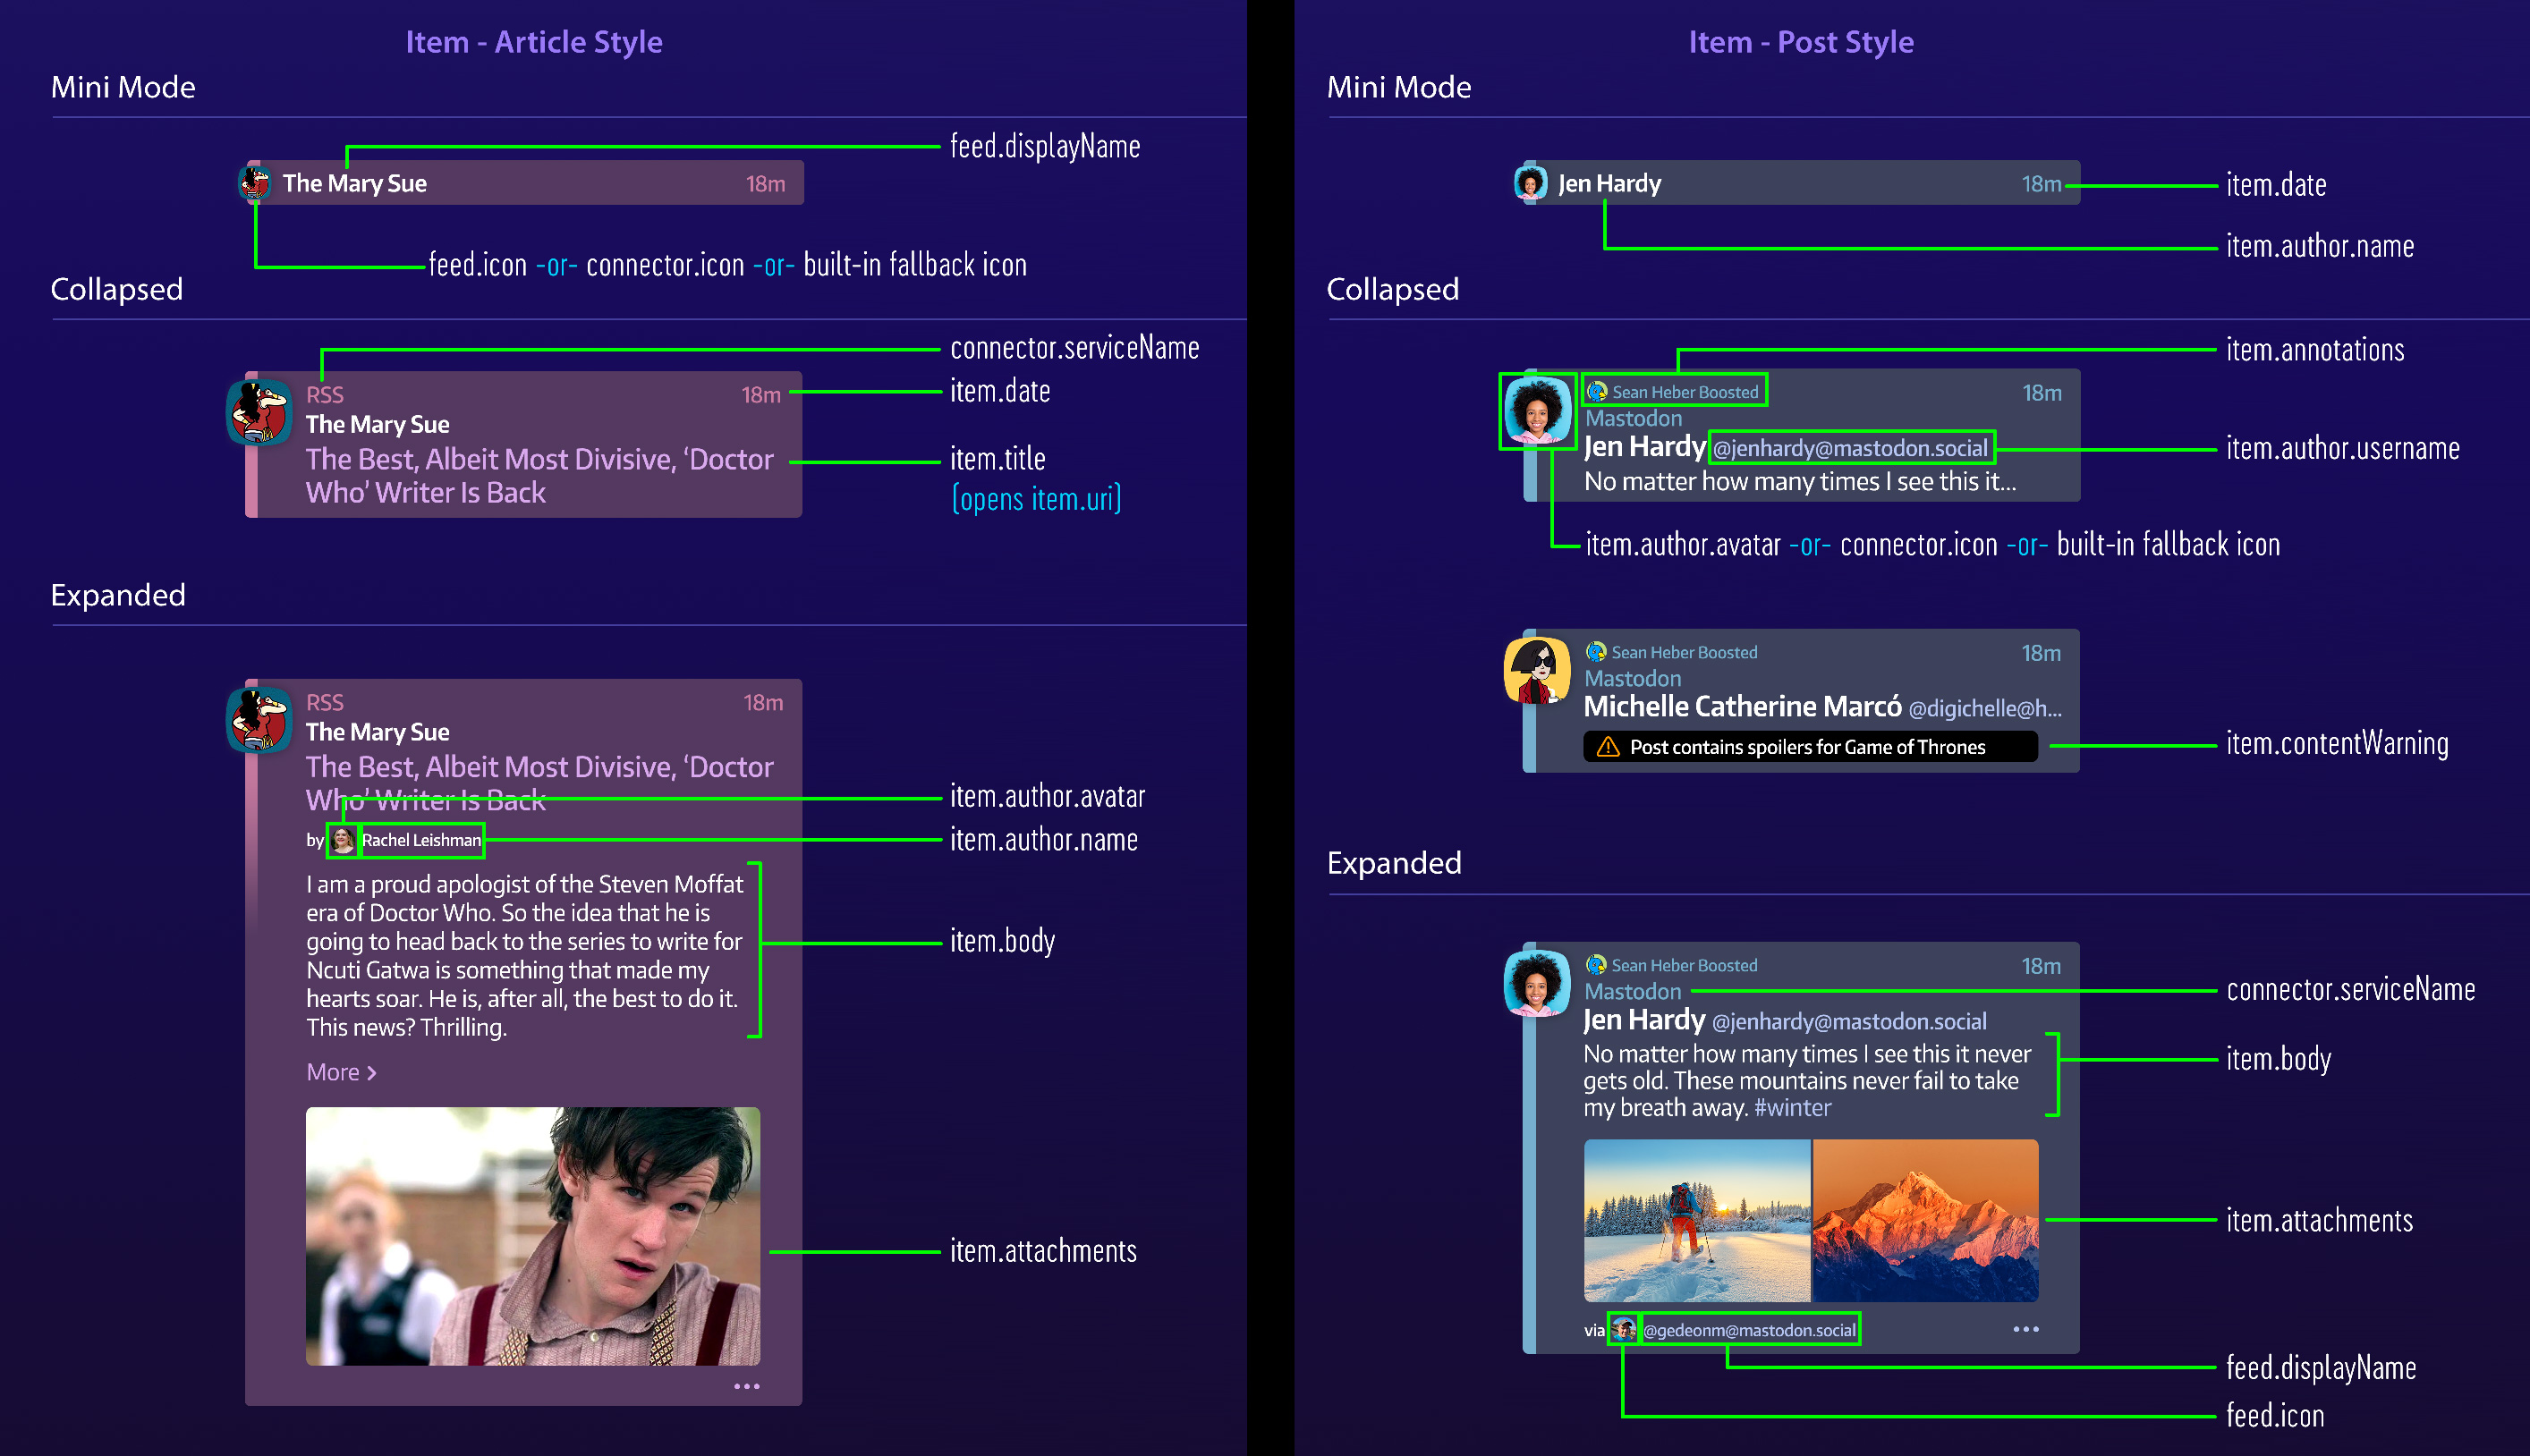 Item - Article Style
Mini Mode
feed.displayName
The Mary Sue 18m
feed.icon -or- connector.icon -or- built-in fallback icon
Collapsed
connector.serviceName
RSS 18m
item.date
The Mary Sue
The Best, Albeit Most Divisive, ‘Doctor
Who’ Writer Is Back
item.title
(opens item.uri)
Expanded
RSS 18m
The Mary Sue
The Best, Albeit Most Divisive, ‘Doctor
Who’ Writer Is Back
item.author.avatar
by Rachel Leishman
item.author.name
I am a proud apologist of the Steven Moffat
era of Doctor Who. So the idea that he is
going to head back to the series to write for
Ncuti Gatwa is something that made my
hearts soar. He is, after all, the best to do it.
This news? Thrilling.
item.body
More >
item.attachments
•••
Item - Post Style
Mini Mode
Jen Hardy 18m
item.date
item.author.name
Collapsed
item.annotations
Sean Heber Boosted 18m
Mastodon
Jen Hardy @jenhardy@mastodon.social
item.author.username
No matter how many times I see this it...
item.author.avatar -or- connector.icon -or- built-in fallback icon
Sean Heber Boosted 18m
Mastodon
Michelle Catherine Marcó @digichelle@h...
Post contains spoilers for Game of Thrones
item.contentWarning
Expanded
Sean Heber Boosted 18m
Mastodon
connector.serviceName
Jen Hardy @jenhardy@mastodon.social
No matter how many times I see this it never
gets old. These mountains never fail to take
my breath away. #winter
item.body
item.attachments
via @gedeonm@mastodon.social •••
feed.displayName
feed.icon